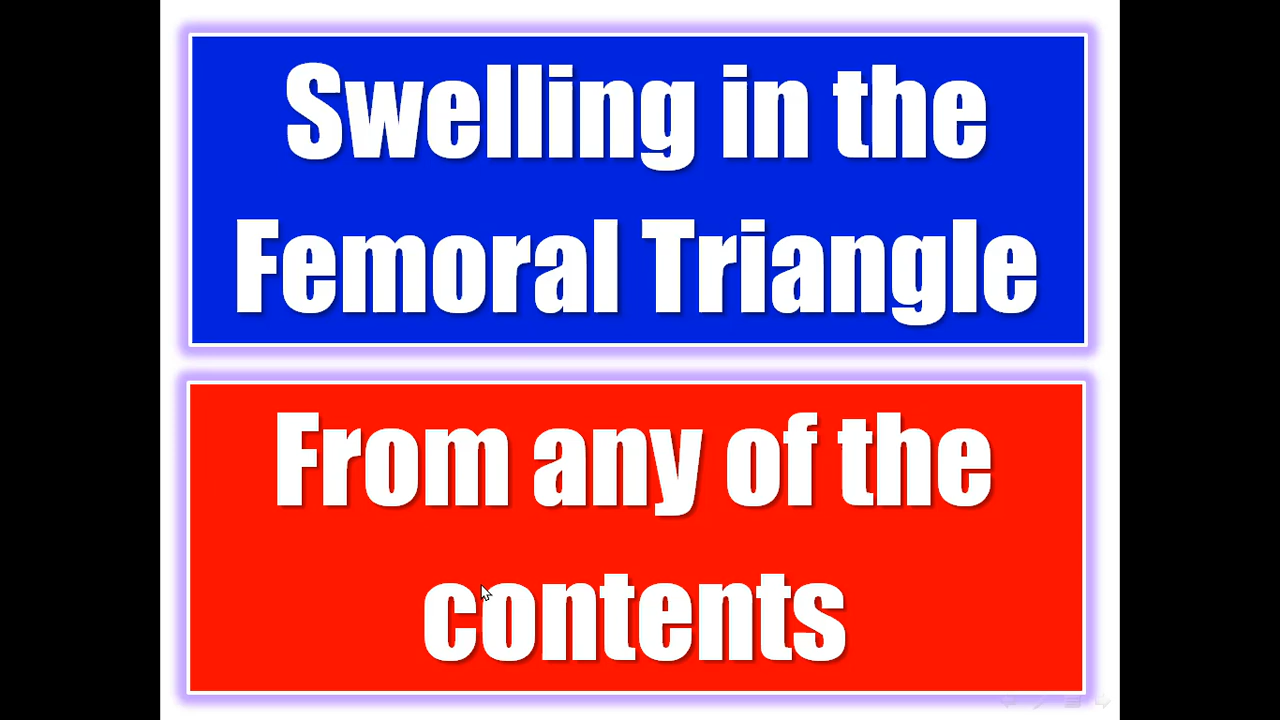 Swelling in the
Femoral Triangle
From any of the
contents